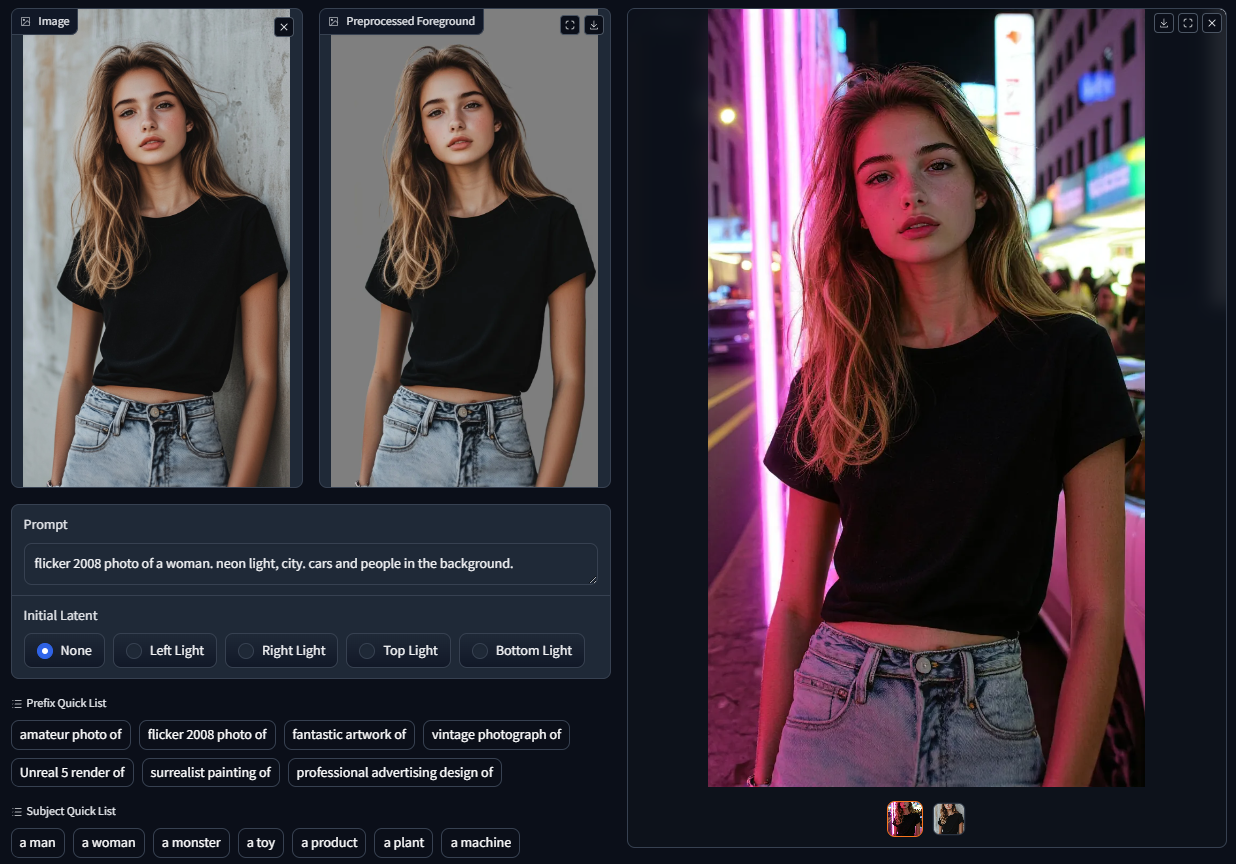 Image
Preprocessed Foreground
Prompt
flicker 2008 photo of a woman. neon light, city. cars and people in the background.
Initial Latent
None
Left Light
Right Light
Top Light
Bottom Light
Prefix Quick List
amateur photo of
flicker 2008 photo of
fantastic artwork of
vintage photograph of
Unreal 5 render of
surrealist painting of
professional advertising design of
Subject Quick List
a man
a woman
a monster
a toy
a product
a plant
a machine